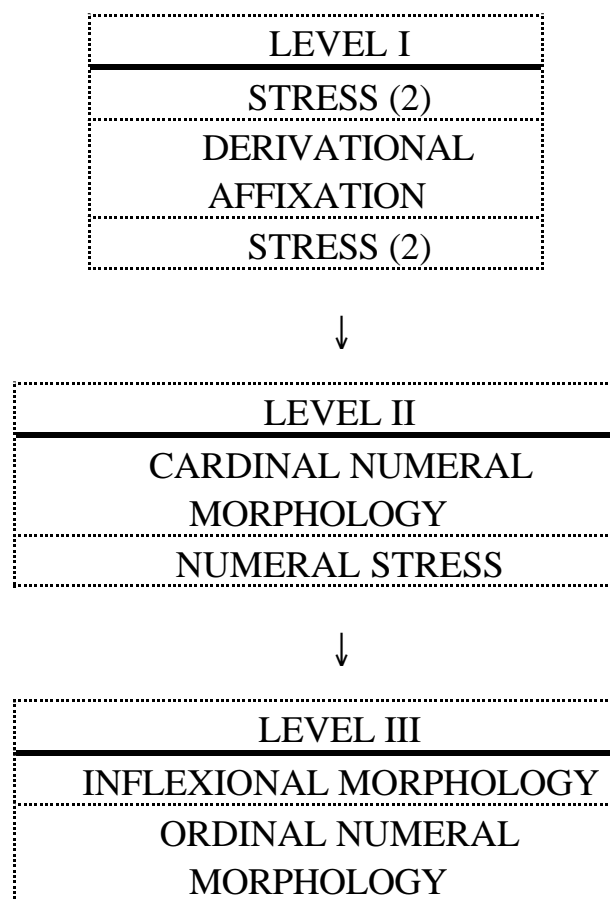 LEVEL I
STRESS (2)
DERIVATIONAL
AFFIXATION
STRESS (2)
↓
LEVEL II
CARDINAL NUMERAL
MORPHOLOGY
NUMERAL STRESS
↓
LEVEL III
INFLEXIONAL MORPHOLOGY
ORDINAL NUMERAL
MORPHOLOGY